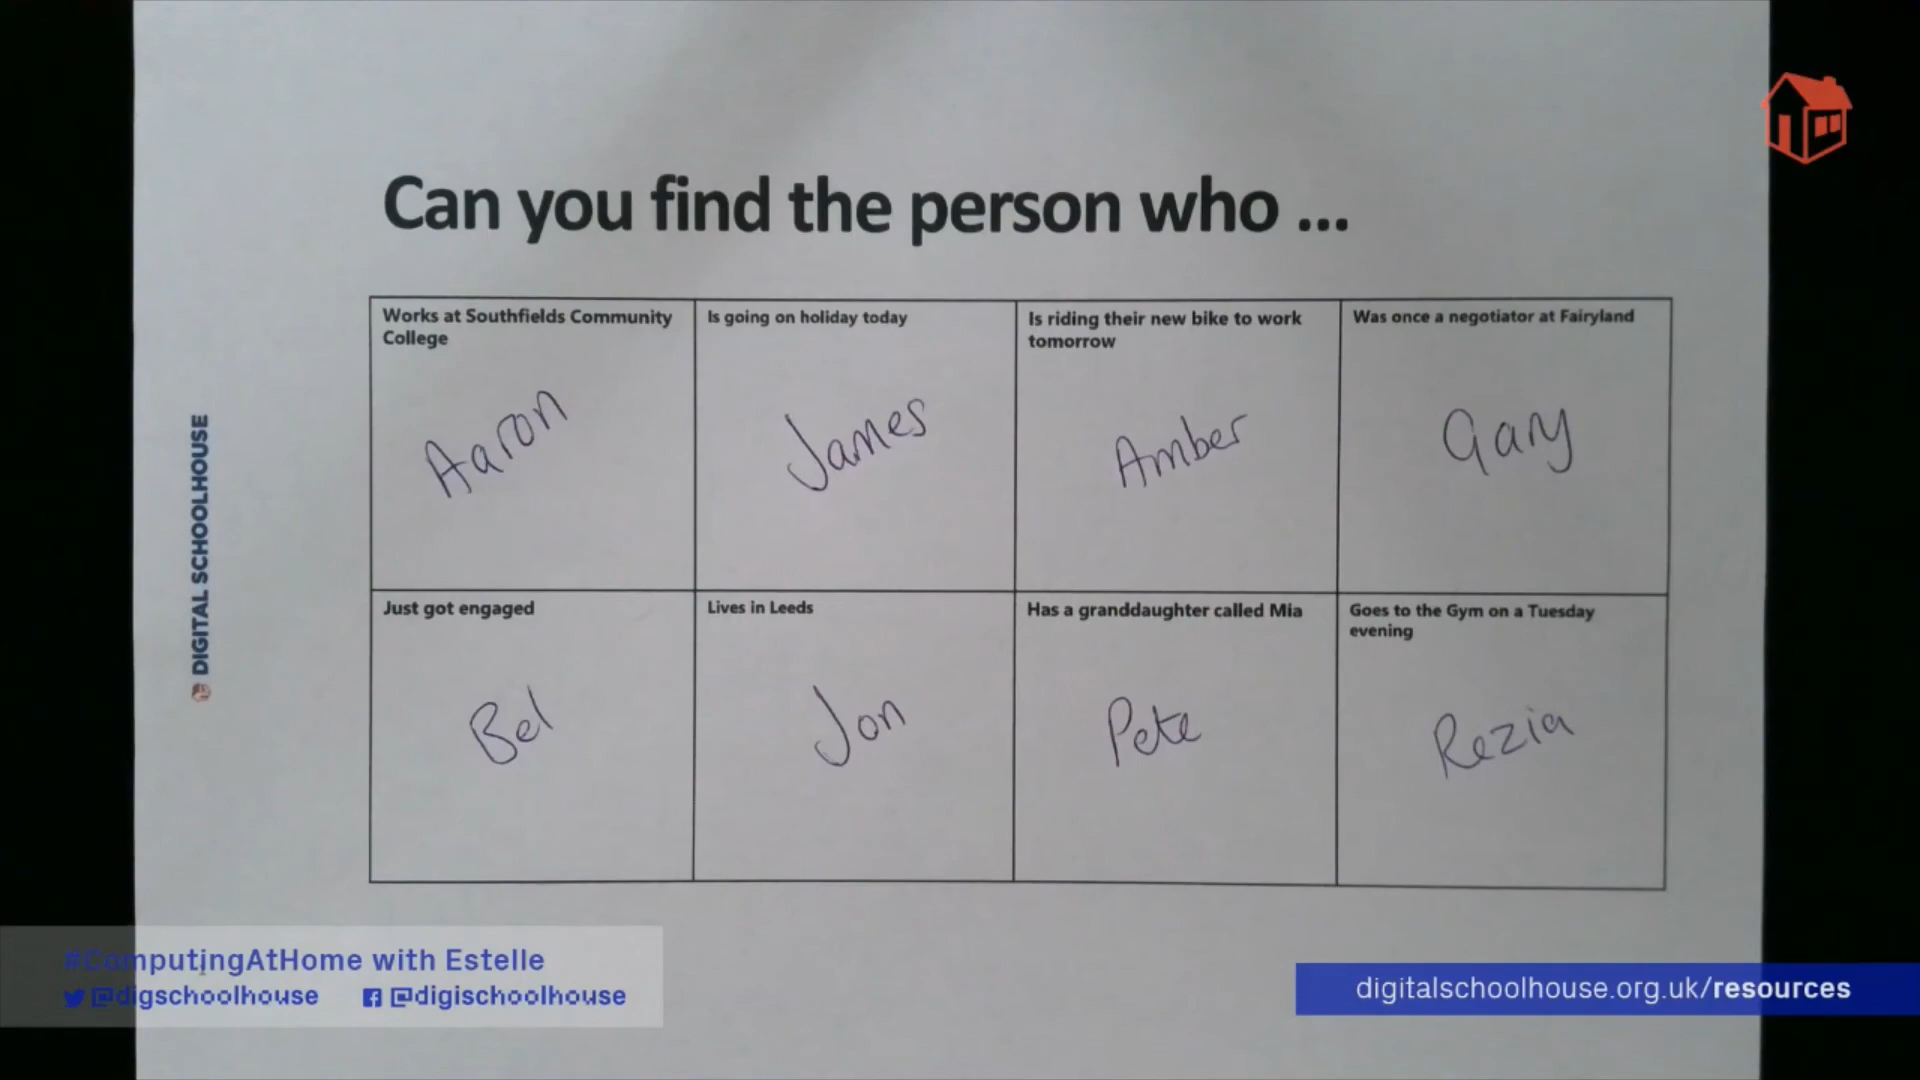 Can you find the person who ...
Works at Southfields Community
College
Aaron
Is going on holiday today
James
Is riding their new bike to work
tomorrow
Amber
Was once a negotiator at Fairyland
Gary
Just got engaged
Bel
Lives in Leeds
Jon
Has a granddaughter called Mia
Pete
Goes to the Gym on a Tuesday
evening
Rezia
DIGITAL SCHOOLHOUSE
#ComputingAtHome with Estelle
@digschoolhouse @digischoolhouse
digitalschoolhouse.org.uk/resources